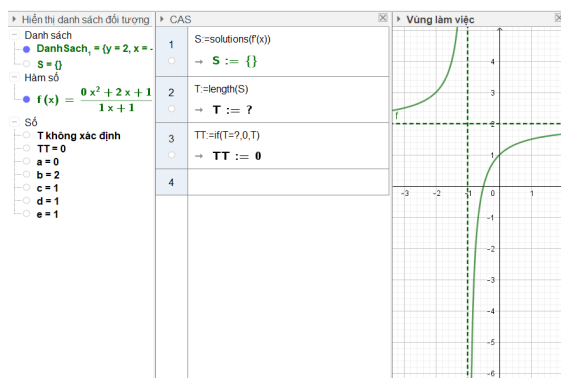 Hiển thị danh sách đối tượng
Danh sách
DanhSach₁ = {y = 2, x = -
S = {}
Hàm số
f(x) = (0 x² + 2 x + 1) / (1 x + 1)
Số
T không xác định
TT = 0
a = 0
b = 2
c = 1
d = 1
e = 1
CAS
1
S:=solutions(f'(x))
→ S := {}
2
T:=length(S)
→ T := ?
3
TT:=if(T=?,0,T)
→ TT := 0
4
Vùng làm việc
f
4
3
2
1
-3 -2 -1 0 1
-1
-2
-3
-4
-5
-6